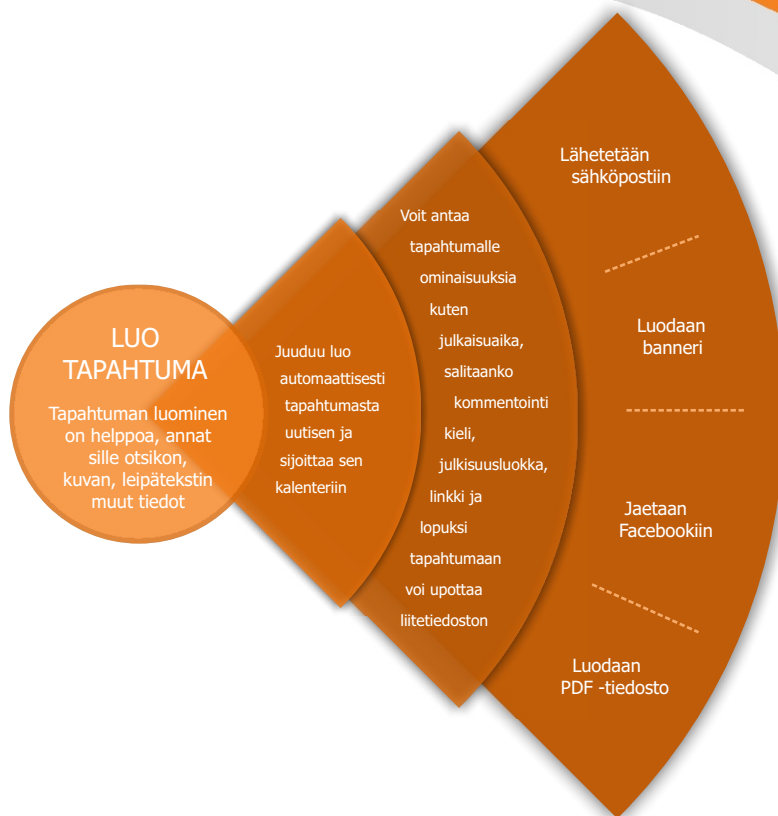 LUO
TAPAHTUMA
Tapahtuman luominen
on helppoa, annat
sille otsikon,
kuvan, leipätekstin
muut tiedot
Juuduu luo
automaattisesti
tapahtumasta
uutisen ja
sijoittaa sen
kalenteriin
Voit antaa
tapahtumalle
ominaisuuksia
kuten
julkaisuaika,
salitaanko
kommentointi
kieli,
julkisuusluokka,
linkki ja
lopuksi
tapahtumaan
voi upottaa
liitetiedoston
Lähetetään
sähköpostiin
Luodaan
banneri
Jaetaan
Facebookiin
Luodaan
PDF -tiedosto